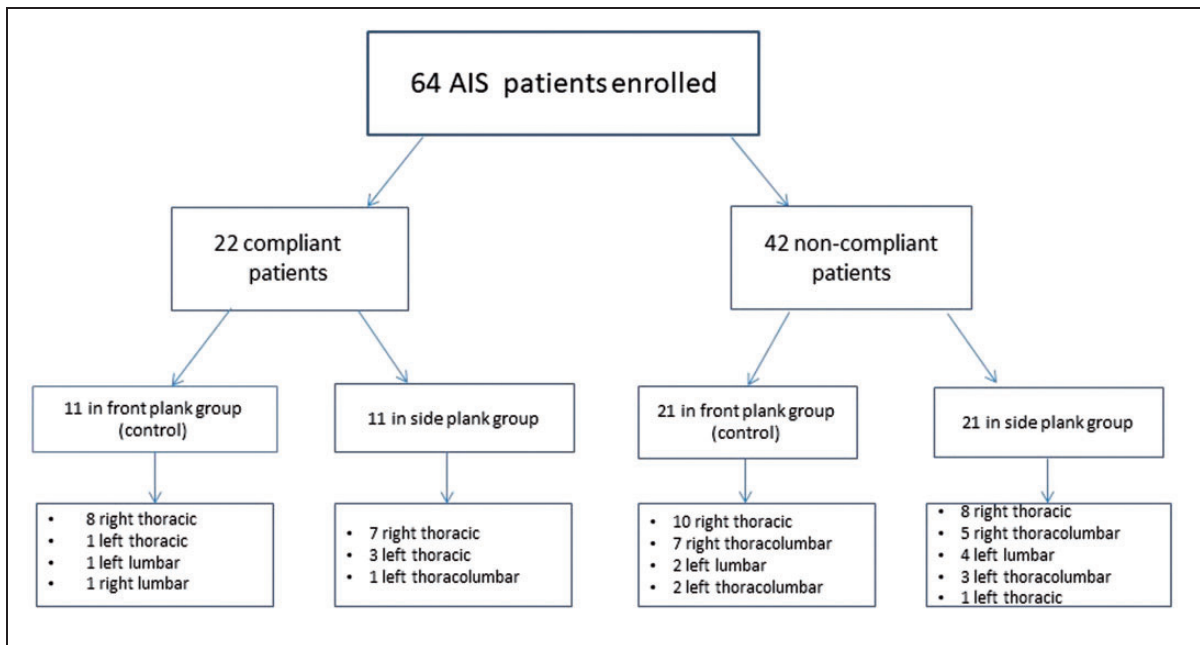 64 AIS patients enrolled
22 compliant
patients
42 non-compliant
patients
11 in front plank group
(control)
11 in side plank group
21 in front plank group
(control)
21 in side plank group
• 8 right thoracic
• 1 left thoracic
• 1 left lumbar
• 1 right lumbar
• 7 right thoracic
• 3 left thoracic
• 1 left thoracolumbar
• 10 right thoracic
• 7 right thoracolumbar
• 2 left lumbar
• 2 left thoracolumbar
• 8 right thoracic
• 5 right thoracolumbar
• 4 left lumbar
• 3 left thoracolumbar
• 1 left thoracic